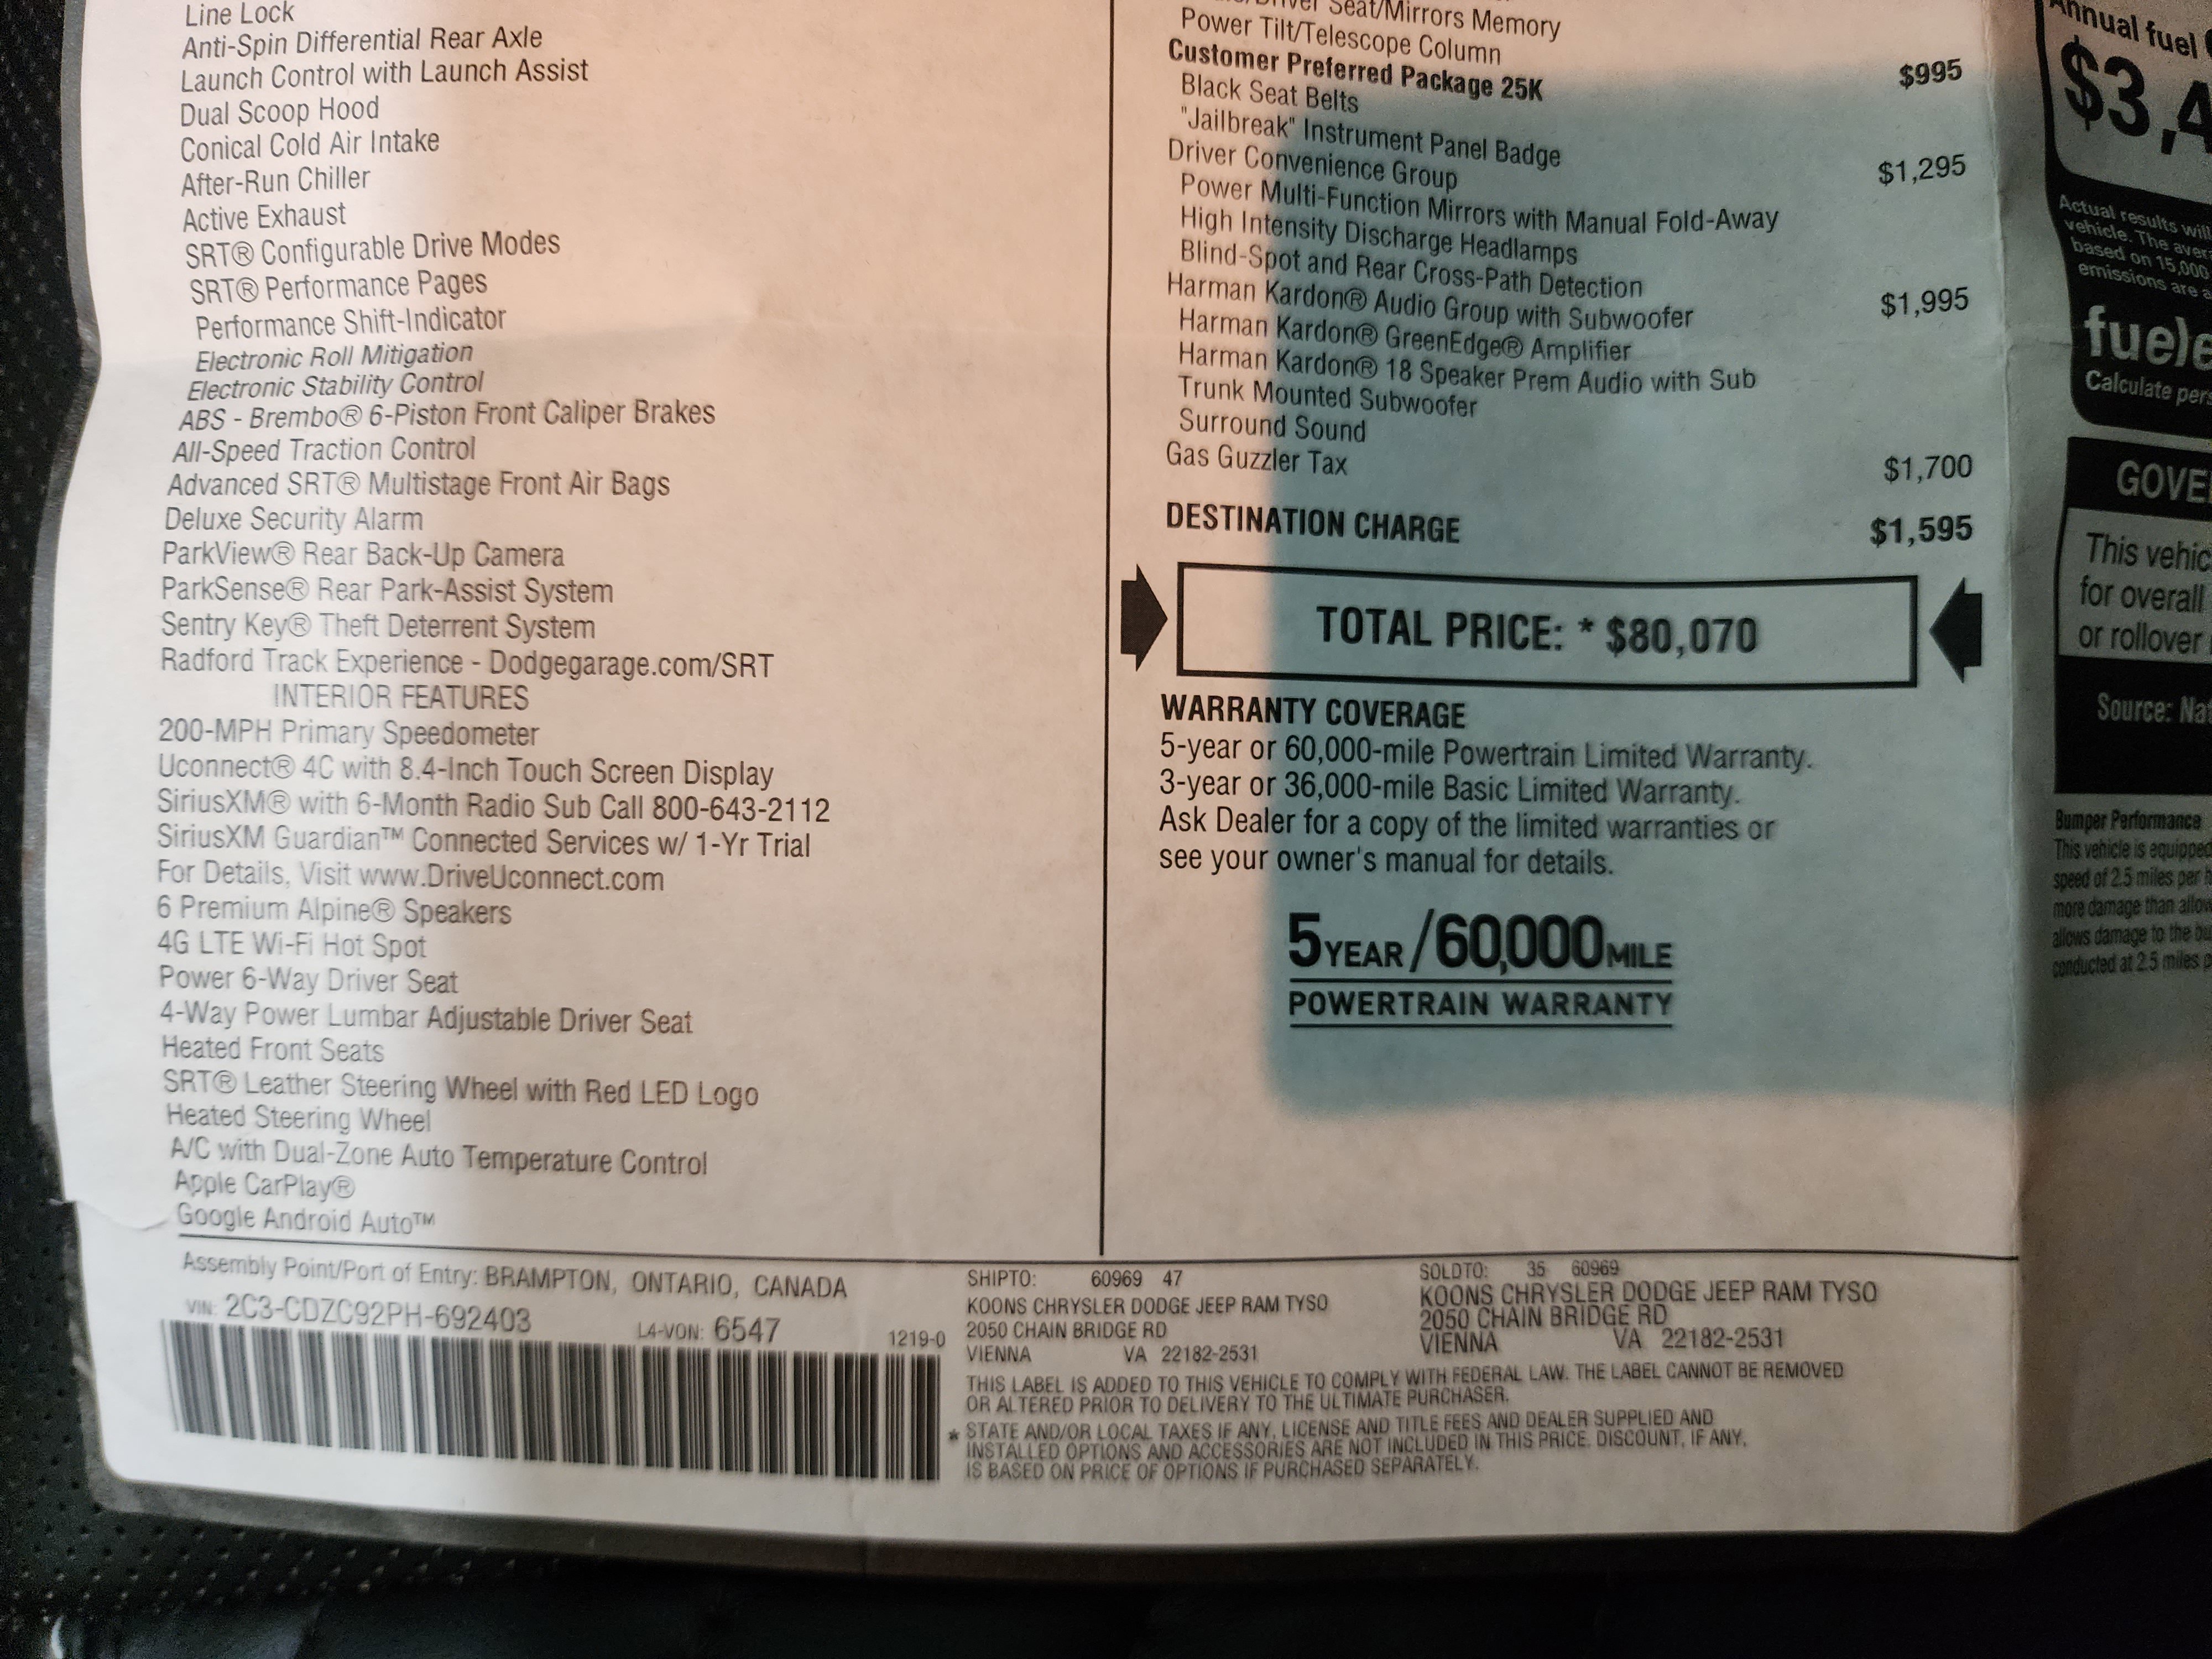 Line Lock
Anti-Spin Differential Rear Axle
Launch Control with Launch Assist
Dual Scoop Hood
Conical Cold Air Intake
After-Run Chiller
Active Exhaust
SRT® Configurable Drive Modes
SRT® Performance Pages
Performance Shift-Indicator
Electronic Roll Mitigation
Electronic Stability Control
ABS - Brembo® 6-Piston Front Caliper Brakes
All-Speed Traction Control
Advanced SRT® Multistage Front Air Bags
Deluxe Security Alarm
ParkView® Rear Back-Up Camera
ParkSense® Rear Park-Assist System
Sentry Key® Theft Deterrent System
Radford Track Experience - Dodgegarage.com/SRT
INTERIOR FEATURES
200-MPH Primary Speedometer
Uconnect® 4C with 8.4-Inch Touch Screen Display
SiriusXM® with 6-Month Radio Sub Call 800-643-2112
SiriusXM Guardian™ Connected Services w/ 1-Yr Trial
For Details, Visit www.DriveUconnect.com
6 Premium Alpine® Speakers
4G LTE Wi-Fi Hot Spot
Power 6-Way Driver Seat
4-Way Power Lumbar Adjustable Driver Seat
Heated Front Seats
SRT® Leather Steering Wheel with Red LED Logo
Heated Steering Wheel
A/C with Dual-Zone Auto Temperature Control
Apple CarPlay®
Google Android Auto™
Seat/Mirrors Memory
Power Tilt/Telescope Column
Customer Preferred Package 25K $995
Black Seat Belts
"Jailbreak" Instrument Panel Badge
Driver Convenience Group $1,295
Power Multi-Function Mirrors with Manual Fold-Away
High Intensity Discharge Headlamps
Blind-Spot and Rear Cross-Path Detection
Harman Kardon® Audio Group with Subwoofer $1,995
Harman Kardon® GreenEdge® Amplifier
Harman Kardon® 18 Speaker Prem Audio with Sub
Trunk Mounted Subwoofer
Surround Sound
Gas Guzzler Tax $1,700
DESTINATION CHARGE $1,595
TOTAL PRICE: * $80,070
WARRANTY COVERAGE
5-year or 60,000-mile Powertrain Limited Warranty.
3-year or 36,000-mile Basic Limited Warranty.
Ask Dealer for a copy of the limited warranties or
see your owner's manual for details.
5 YEAR / 60,000 MILE
POWERTRAIN WARRANTY
Assembly Point/Port of Entry: BRAMPTON, ONTARIO, CANADA
VIN: 2C3-CDZC92PH-692403
L4-VON: 6547
1219-0
SHIPTO: 60969 47
KOONS CHRYSLER DODGE JEEP RAM TYSO
2050 CHAIN BRIDGE RD
VIENNA VA 22182-2531
SOLDTO: 35 60969
KOONS CHRYSLER DODGE JEEP RAM TYSO
2050 CHAIN BRIDGE RD
VIENNA VA 22182-2531
THIS LABEL IS ADDED TO THIS VEHICLE TO COMPLY WITH FEDERAL LAW. THE LABEL CANNOT BE REMOVED
OR ALTERED PRIOR TO DELIVERY TO THE ULTIMATE PURCHASER.
* STATE AND/OR LOCAL TAXES IF ANY, LICENSE AND TITLE FEES AND DEALER SUPPLIED AND
INSTALLED OPTIONS AND ACCESSORIES ARE NOT INCLUDED IN THIS PRICE. DISCOUNT, IF ANY,
IS BASED ON PRICE OF OPTIONS IF PURCHASED SEPARATELY.
Annual fuel
$3,4
Actual results will
vehicle. The
based on 15,000
emissions are
Calculate
This
for overall
or rollover
Source:
Bumper Performance
This vehicle is equipped
speed of 2.5 miles per
more damage than
allows damage to the
conducted at 2.5 miles